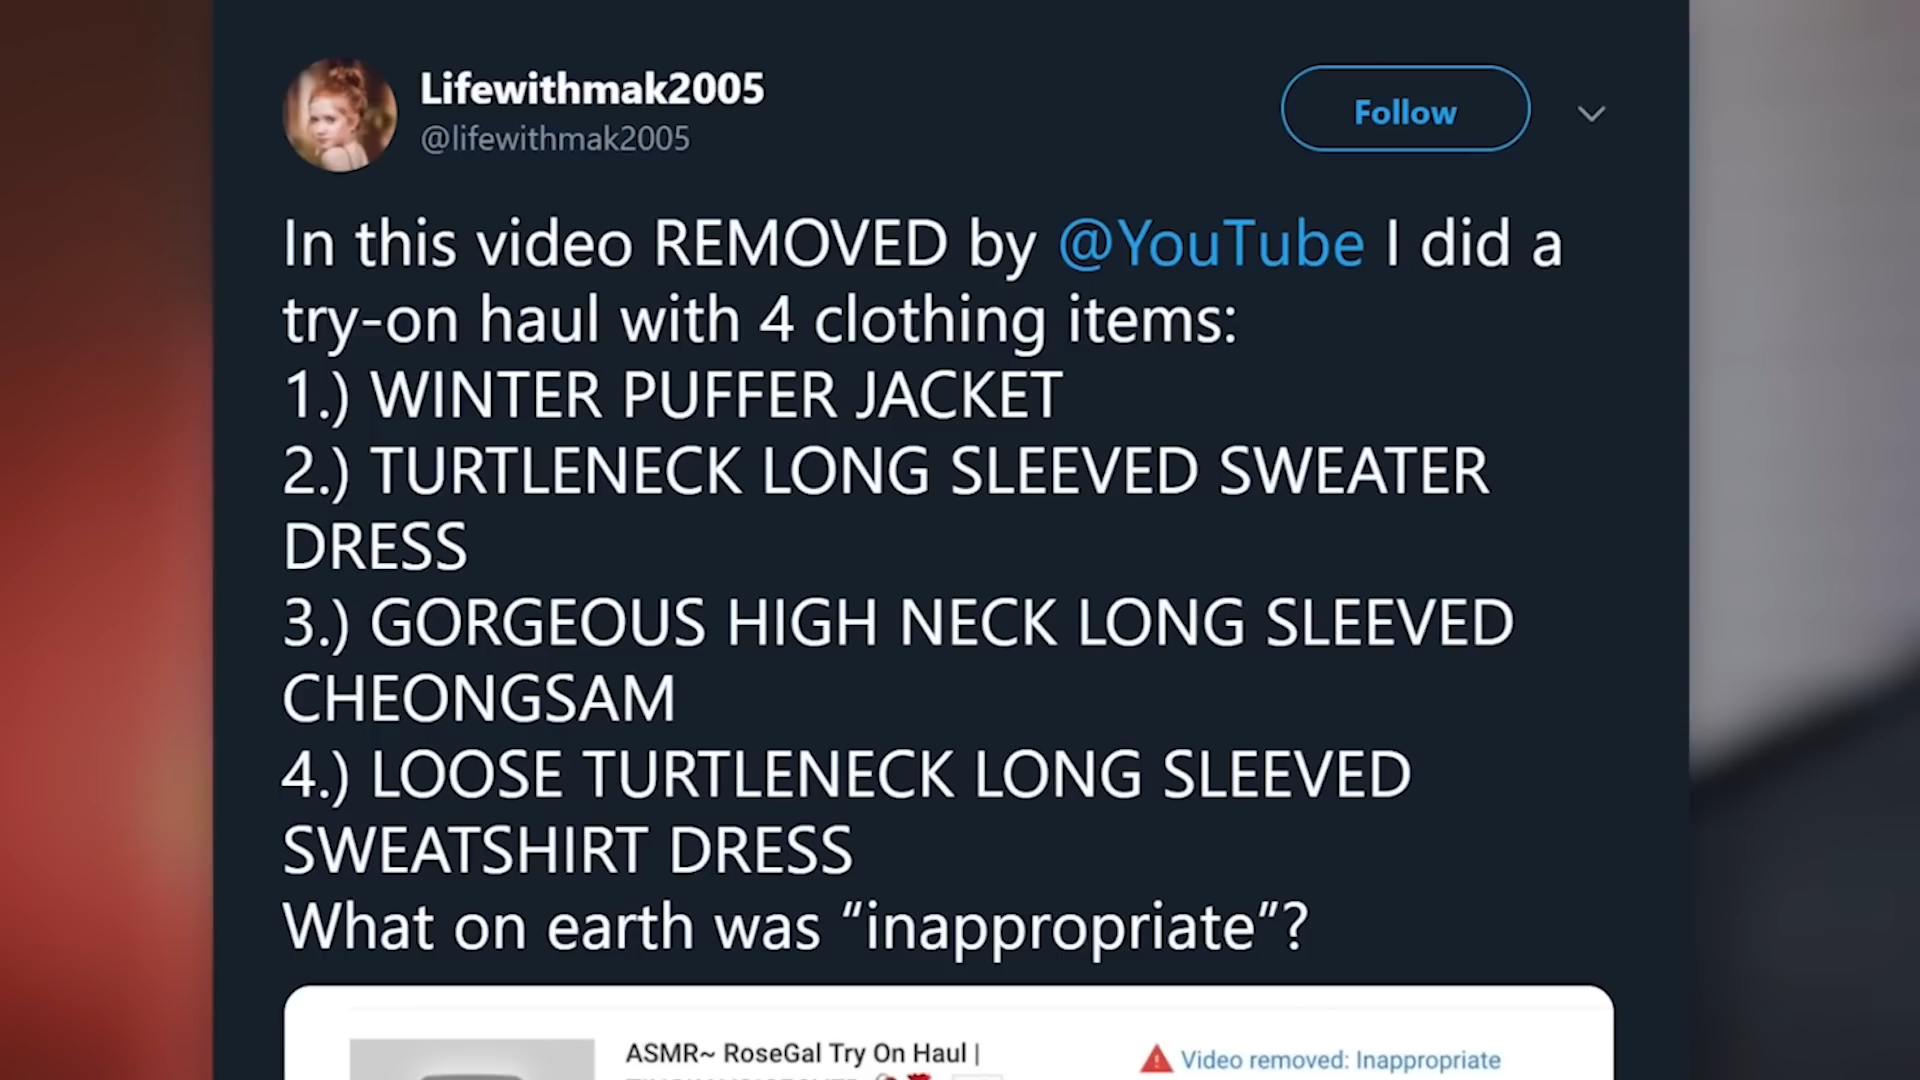 Lifewithmak2005
@lifewithmak2005
Follow
In this video REMOVED by @YouTube I did a
try-on haul with 4 clothing items:
1.) WINTER PUFFER JACKET
2.) TURTLENECK LONG SLEEVED SWEATER
DRESS
3.) GORGEOUS HIGH NECK LONG SLEEVED
CHEONGSAM
4.) LOOSE TURTLENECK LONG SLEEVED
SWEATSHIRT DRESS
What on earth was “inappropriate”?
ASMR~ RoseGal Try On Haul |
Video removed: Inappropriate